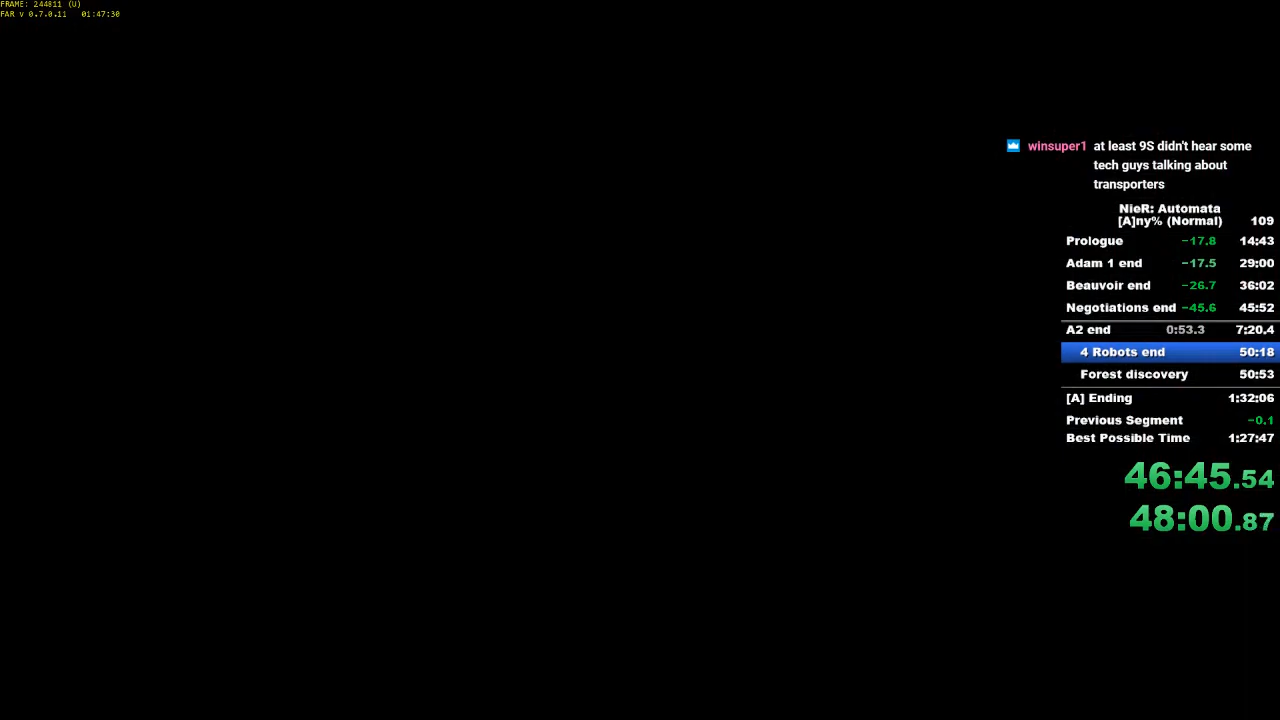 FRAME: 244811 (U)
FAR v 0.7.0.11 01:47:30
winsuper1 at least 9S didn't hear some
tech guys talking about
transporters
NieR: Automata
[A]ny% (Normal) 109
Prologue -17.8 14:43
Adam 1 end -17.5 29:00
Beauvoir end -26.7 36:02
Negotiations end -45.6 45:52
A2 end 0:53.3 7:20.4
4 Robots end 50:18
Forest discovery 50:53
[A] Ending 1:32:06
Previous Segment -0.1
Best Possible Time 1:27:47
46:45.54
48:00.87